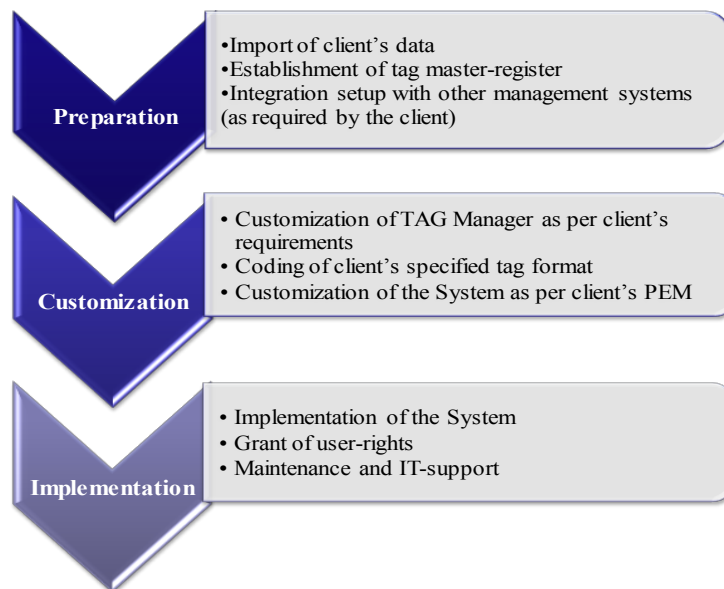 Preparation
•Import of client's data
•Establishment of tag master-register
•Integration setup with other management systems
(as required by the client)
Customization
• Customization of TAG Manager as per client's
requirements
• Coding of client's specified tag format
• Customization of the System as per client's PEM
Implementation
• Implementation of the System
• Grant of user-rights
• Maintenance and IT-support